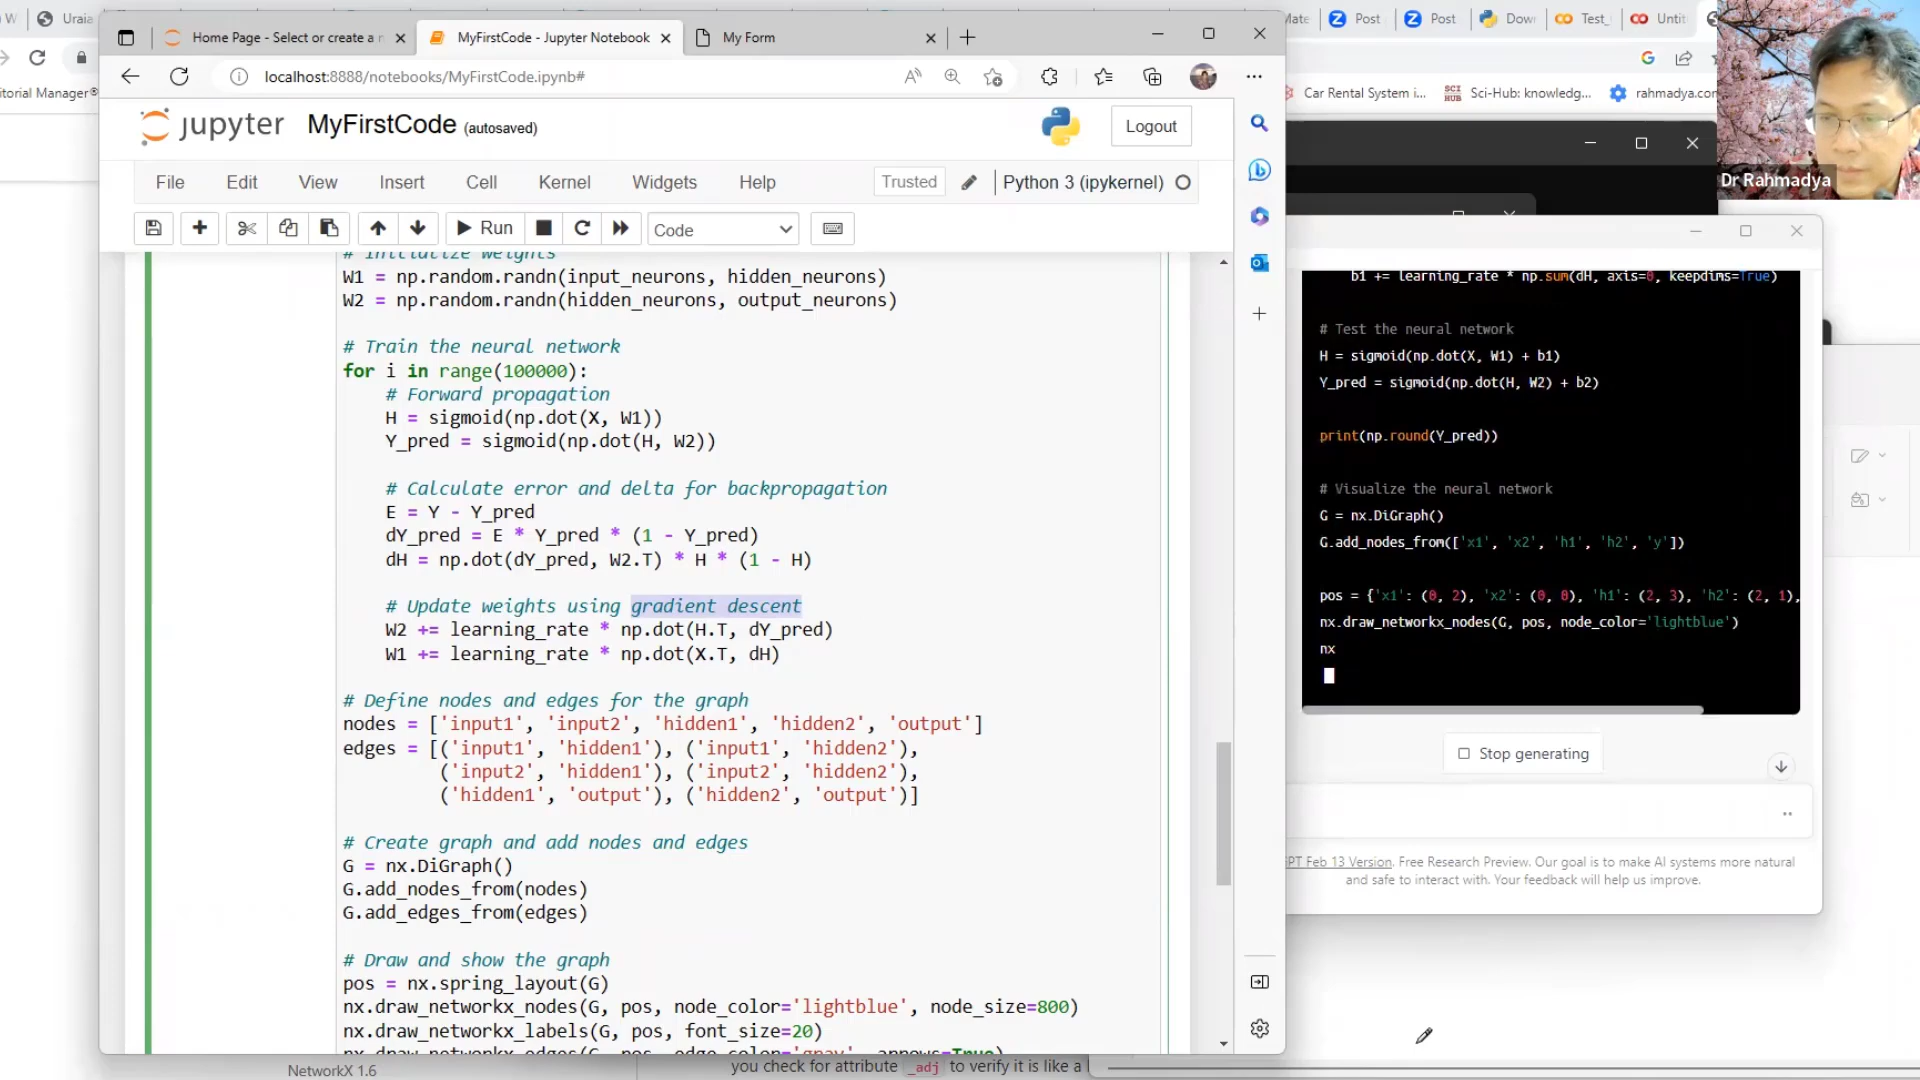 Uraia
itorial Manager®
Home Page - Select or create a n
MyFirstCode - Jupyter Notebook
My Form
localhost:8888/notebooks/MyFirstCode.ipynb#
jupyter
MyFirstCode (autosaved)
Logout
File Edit View Insert Cell Kernel Widgets Help
Trusted
Python 3 (ipykernel)
Run
Code
# Initialize weights
W1 = np.random.randn(input_neurons, hidden_neurons)
W2 = np.random.randn(hidden_neurons, output_neurons)
# Train the neural network
for i in range(100000):
# Forward propagation
H = sigmoid(np.dot(X, W1))
Y_pred = sigmoid(np.dot(H, W2))
# Calculate error and delta for backpropagation
E = Y - Y_pred
dY_pred = E * Y_pred * (1 - Y_pred)
dH = np.dot(dY_pred, W2.T) * H * (1 - H)
# Update weights using gradient descent
W2 += learning_rate * np.dot(H.T, dY_pred)
W1 += learning_rate * np.dot(X.T, dH)
# Define nodes and edges for the graph
nodes = ['input1', 'input2', 'hidden1', 'hidden2', 'output']
edges = [('input1', 'hidden1'), ('input1', 'hidden2'),
('input2', 'hidden1'), ('input2', 'hidden2'),
('hidden1', 'output'), ('hidden2', 'output')]
# Create graph and add nodes and edges
G = nx.DiGraph()
G.add_nodes_from(nodes)
G.add_edges_from(edges)
# Draw and show the graph
pos = nx.spring_layout(G)
nx.draw_networkx_nodes(G, pos, node_color='lightblue', node_size=800)
nx.draw_networkx_labels(G, pos, font_size=20)
nx.draw_networkx_edges(G, pos, edge_color='gray', arrows=True)
NetworkX 1.6
you check for attribute _adj to verify it is like a
Post
Post
Dow
Test_
Untit
Car Rental System i...
SCI HUB
Sci-Hub: knowledg...
rahmadya.com
Dr Rahmadya
b1 += learning_rate * np.sum(dH, axis=0, keepdims=True)
# Test the neural network
H = sigmoid(np.dot(X, W1) + b1)
Y_pred = sigmoid(np.dot(H, W2) + b2)
print(np.round(Y_pred))
# Visualize the neural network
G = nx.DiGraph()
G.add_nodes_from(['x1', 'x2', 'h1', 'h2', 'y'])
pos = {'x1': (0, 2), 'x2': (0, 0), 'h1': (2, 3), 'h2': (2, 1),
nx.draw_networkx_nodes(G, pos, node_color='lightblue')
nx
Stop generating
PT Feb 13 Version. Free Research Preview. Our goal is to make AI systems more natural
and safe to interact with. Your feedback will help us improve.